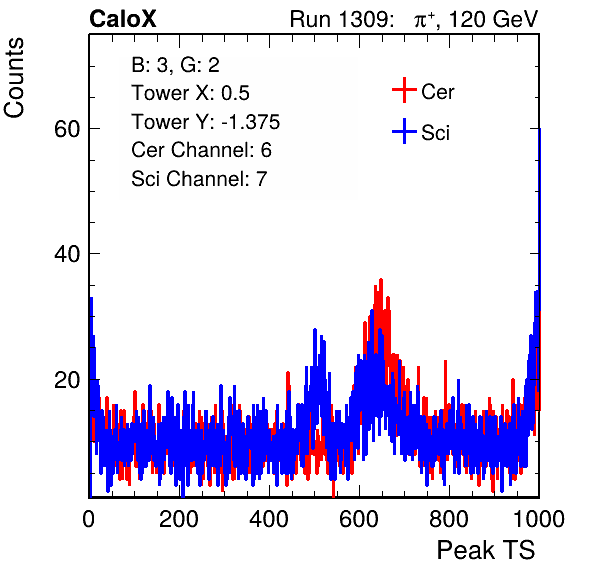 CaloX Run 1309: π⁺, 120 GeV
Counts
B: 3, G: 2
Tower X: 0.5
Tower Y: -1.375
Cer Channel: 6
Sci Channel: 7
Cer
Sci
60
40
20
0 200 400 600 800 1000
Peak TS